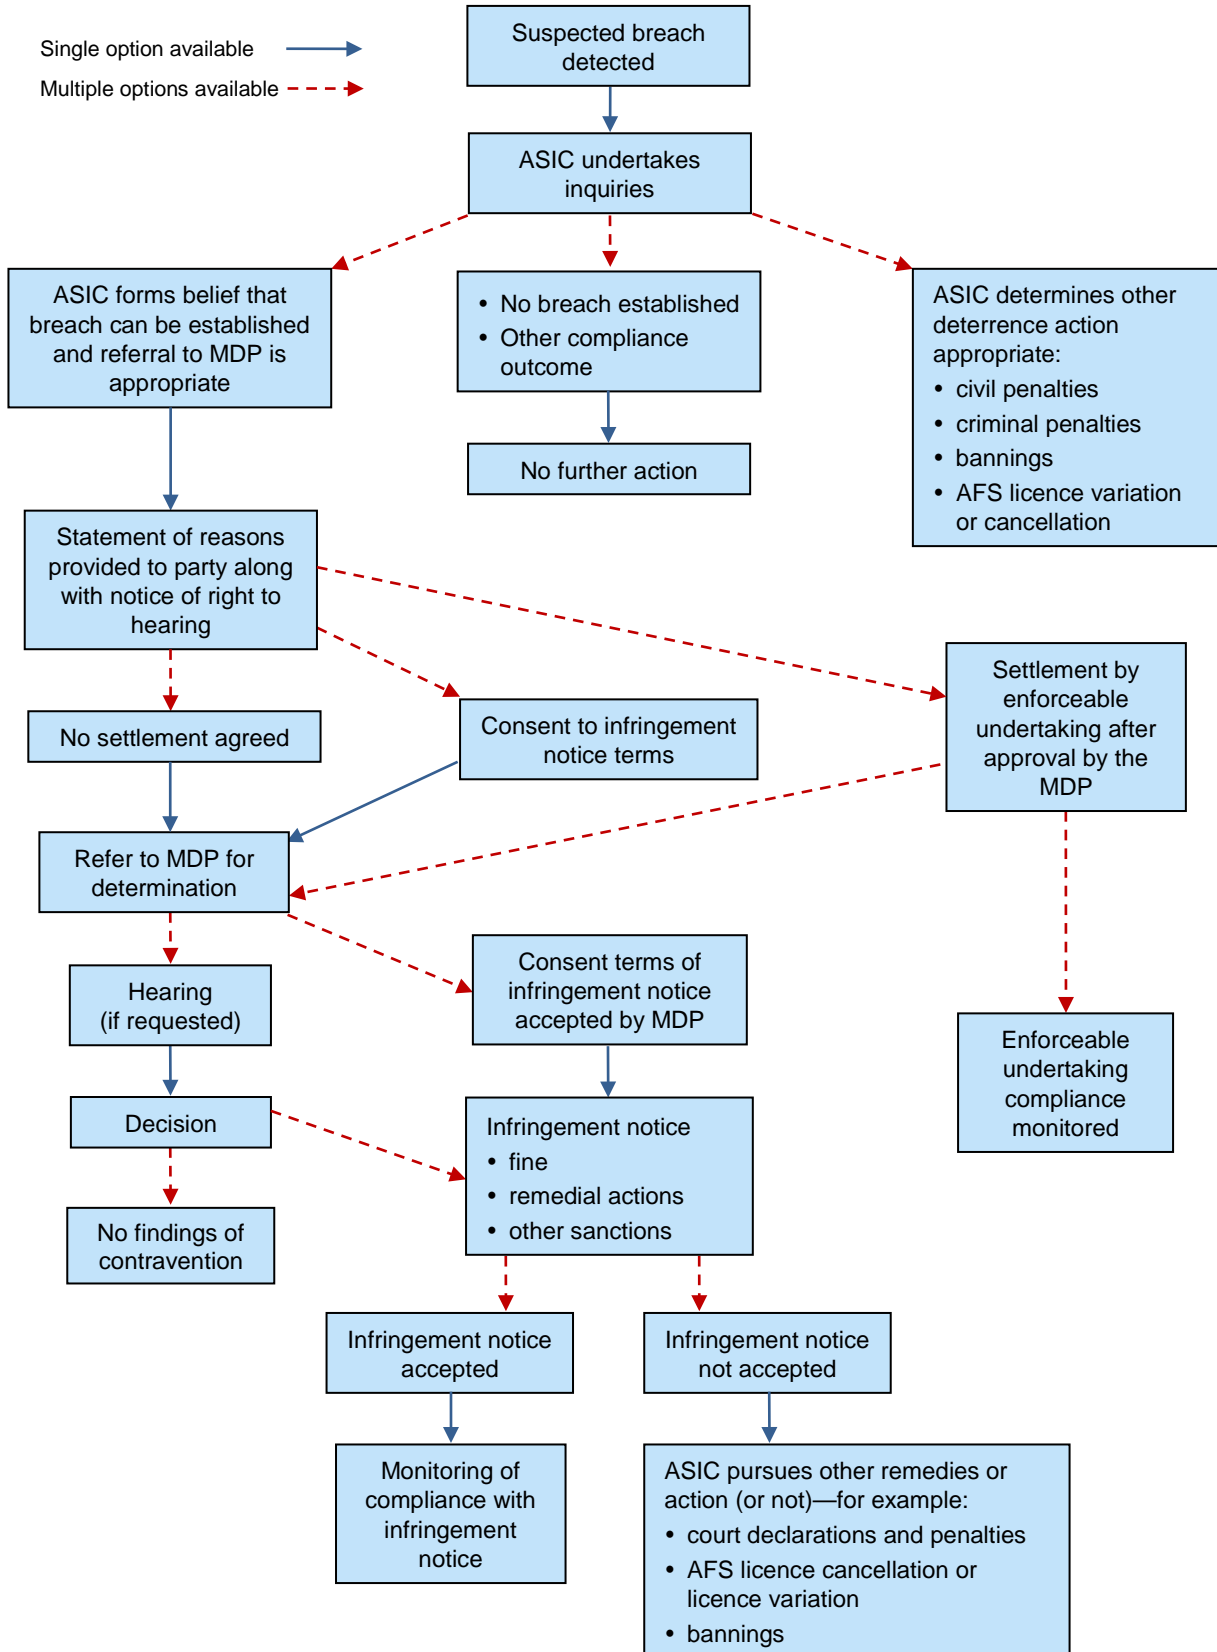 Single option available
Multiple options available
Suspected breach
detected
ASIC undertakes
inquiries
ASIC forms belief that
breach can be established
and referral to MDP is
appropriate
• No breach established
• Other compliance
outcome
ASIC determines other
deterrence action
appropriate:
• civil penalties
• criminal penalties
• bannings
• AFS licence variation
or cancellation
No further action
Statement of reasons
provided to party along
with notice of right to
hearing
Settlement by
enforceable
undertaking after
approval by the
MDP
No settlement agreed
Consent to infringement
notice terms
Refer to MDP for
determination
Hearing
(if requested)
Consent terms of
infringement notice
accepted by MDP
Enforceable
undertaking
compliance
monitored
Decision
Infringement notice
• fine
• remedial actions
• other sanctions
No findings of
contravention
Infringement notice
accepted
Infringement notice
not accepted
Monitoring of
compliance with
infringement
notice
ASIC pursues other remedies or
action (or not)—for example:
• court declarations and penalties
• AFS licence cancellation or
licence variation
• bannings